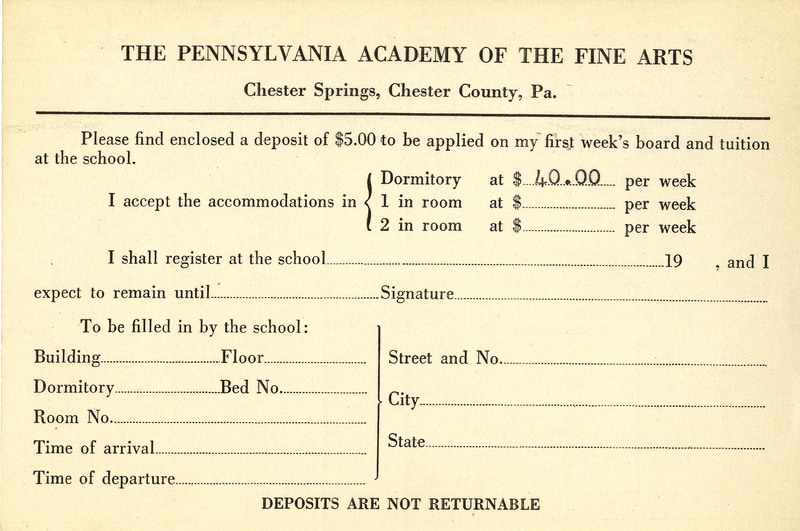 THE PENNSYLVANIA ACADEMY OF THE FINE ARTS
Chester Springs, Chester County, Pa.
Please find enclosed a deposit of $5.00 to be applied on my first week's board and tuition
at the school.
I accept the accommodations in { Dormitory at $ 40.00 per week
1 in room at $ per week
2 in room at $ per week
I shall register at the school 19 , and I
expect to remain until Signature
To be filled in by the school:
Building Floor
Dormitory Bed No.
Room No.
Time of arrival
Time of departure
Street and No.
City
State
DEPOSITS ARE NOT RETURNABLE